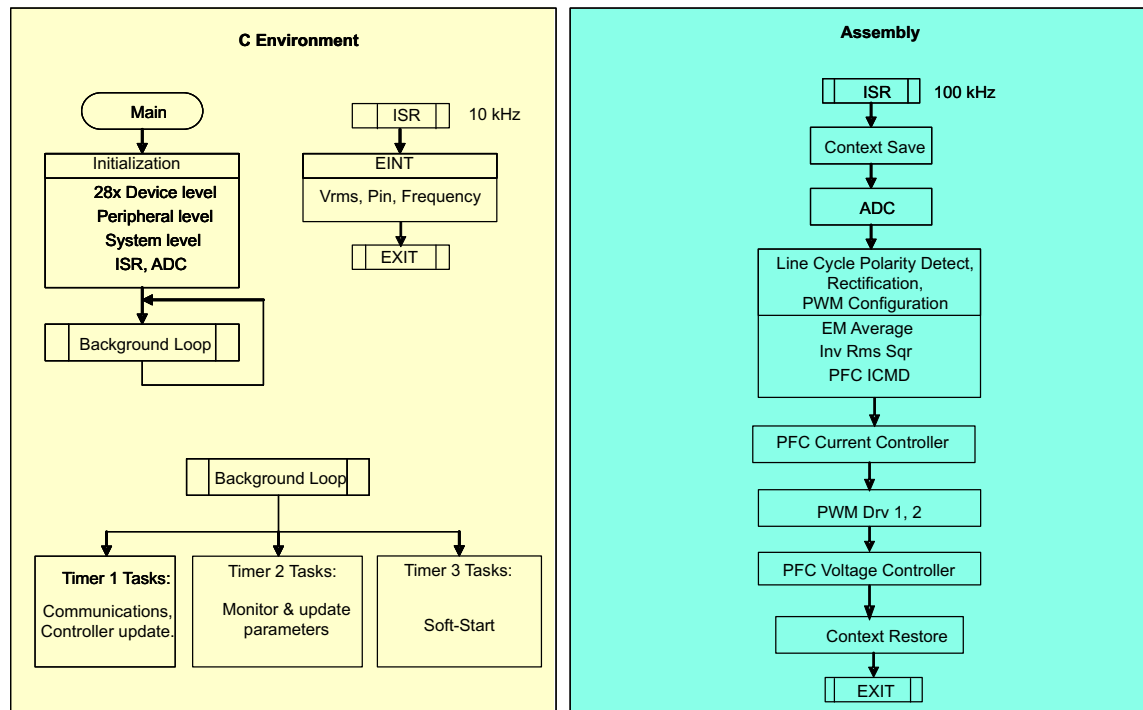 C Environment
Main
Initialization
28x Device level
Peripheral level
System level
ISR, ADC
Background Loop
ISR
10 kHz
EINT
Vrms, Pin, Frequency
EXIT
Background Loop
Timer 1 Tasks:
Communications,
Controller update.
Timer 2 Tasks:
Monitor & update
parameters
Timer 3 Tasks:
Soft-Start
Assembly
ISR
100 kHz
Context Save
ADC
Line Cycle Polarity Detect,
Rectification,
PWM Configuration
EM Average
Inv Rms Sqr
PFC ICMD
PFC Current Controller
PWM Drv 1, 2
PFC Voltage Controller
Context Restore
EXIT